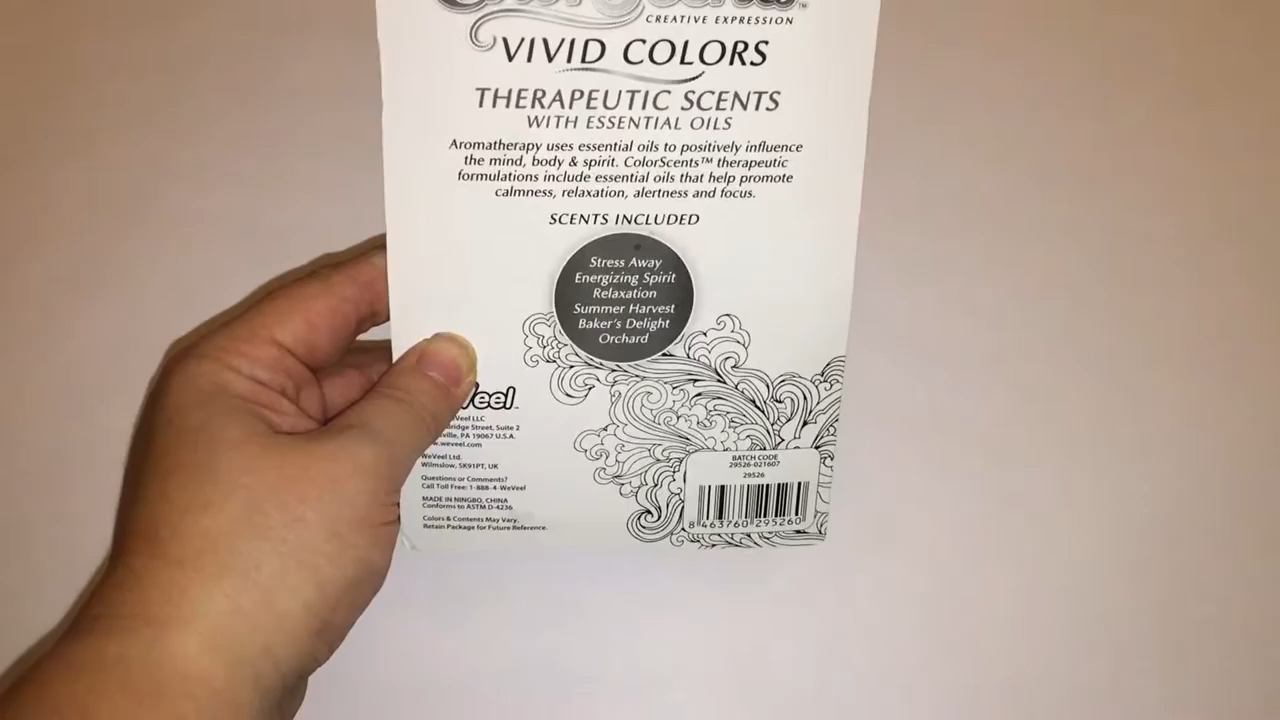 CREATIVE EXPRESSION
VIVID COLORS
THERAPEUTIC SCENTS
WITH ESSENTIAL OILS
Aromatherapy uses essential oils to positively influence
the mind, body & spirit. ColorScents™ therapeutic
formulations include essential oils that help promote
calmness, relaxation, alertness and focus.
SCENTS INCLUDED
Stress Away
Energizing Spirit
Relaxation
Summer Harvest
Baker's Delight
Orchard
Veel
Veel LLC
Street, Suite 2
PA 19067 U.S.A.
.weveel.com
WeVeel Ltd.
Wilmslow, SK91PT, UK
Questions or Comments?
Call Toll Free: 1-888-4-WeVeel
MADE IN NINGBO, CHINA
Conforms to ASTM D-4236
Colors & Contents May Vary.
Retain Package for Future Reference.
BATCH CODE
29526-021607
29526
8 463760 295260